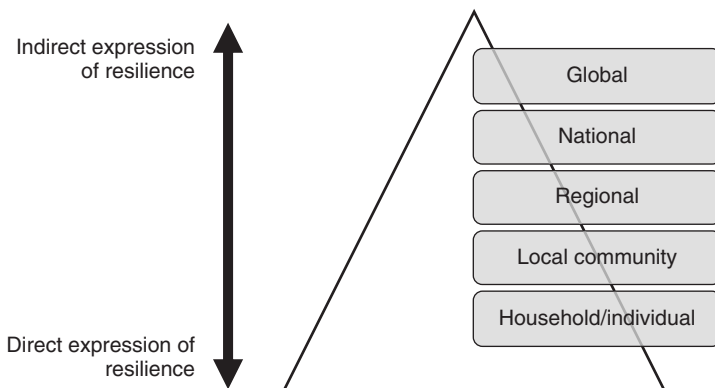 Indirect expression
of resilience
Global
National
Regional
Local community
Household/individual
Direct expression of
resilience